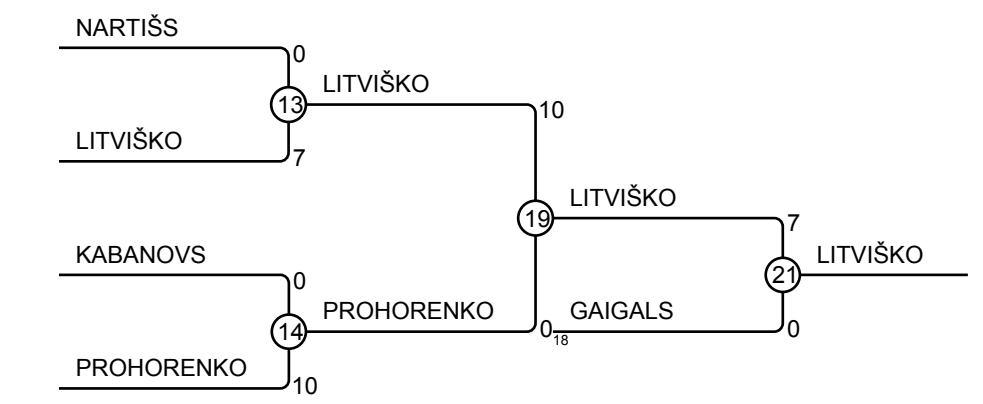 NARTIŠS
0
LITVIŠKO
13
10
LITVIŠKO
7
LITVIŠKO
19
7
KABANOVS
LITVIŠKO
0
21
PROHORENKO
GAIGALS
14
0
18
0
PROHORENKO
10